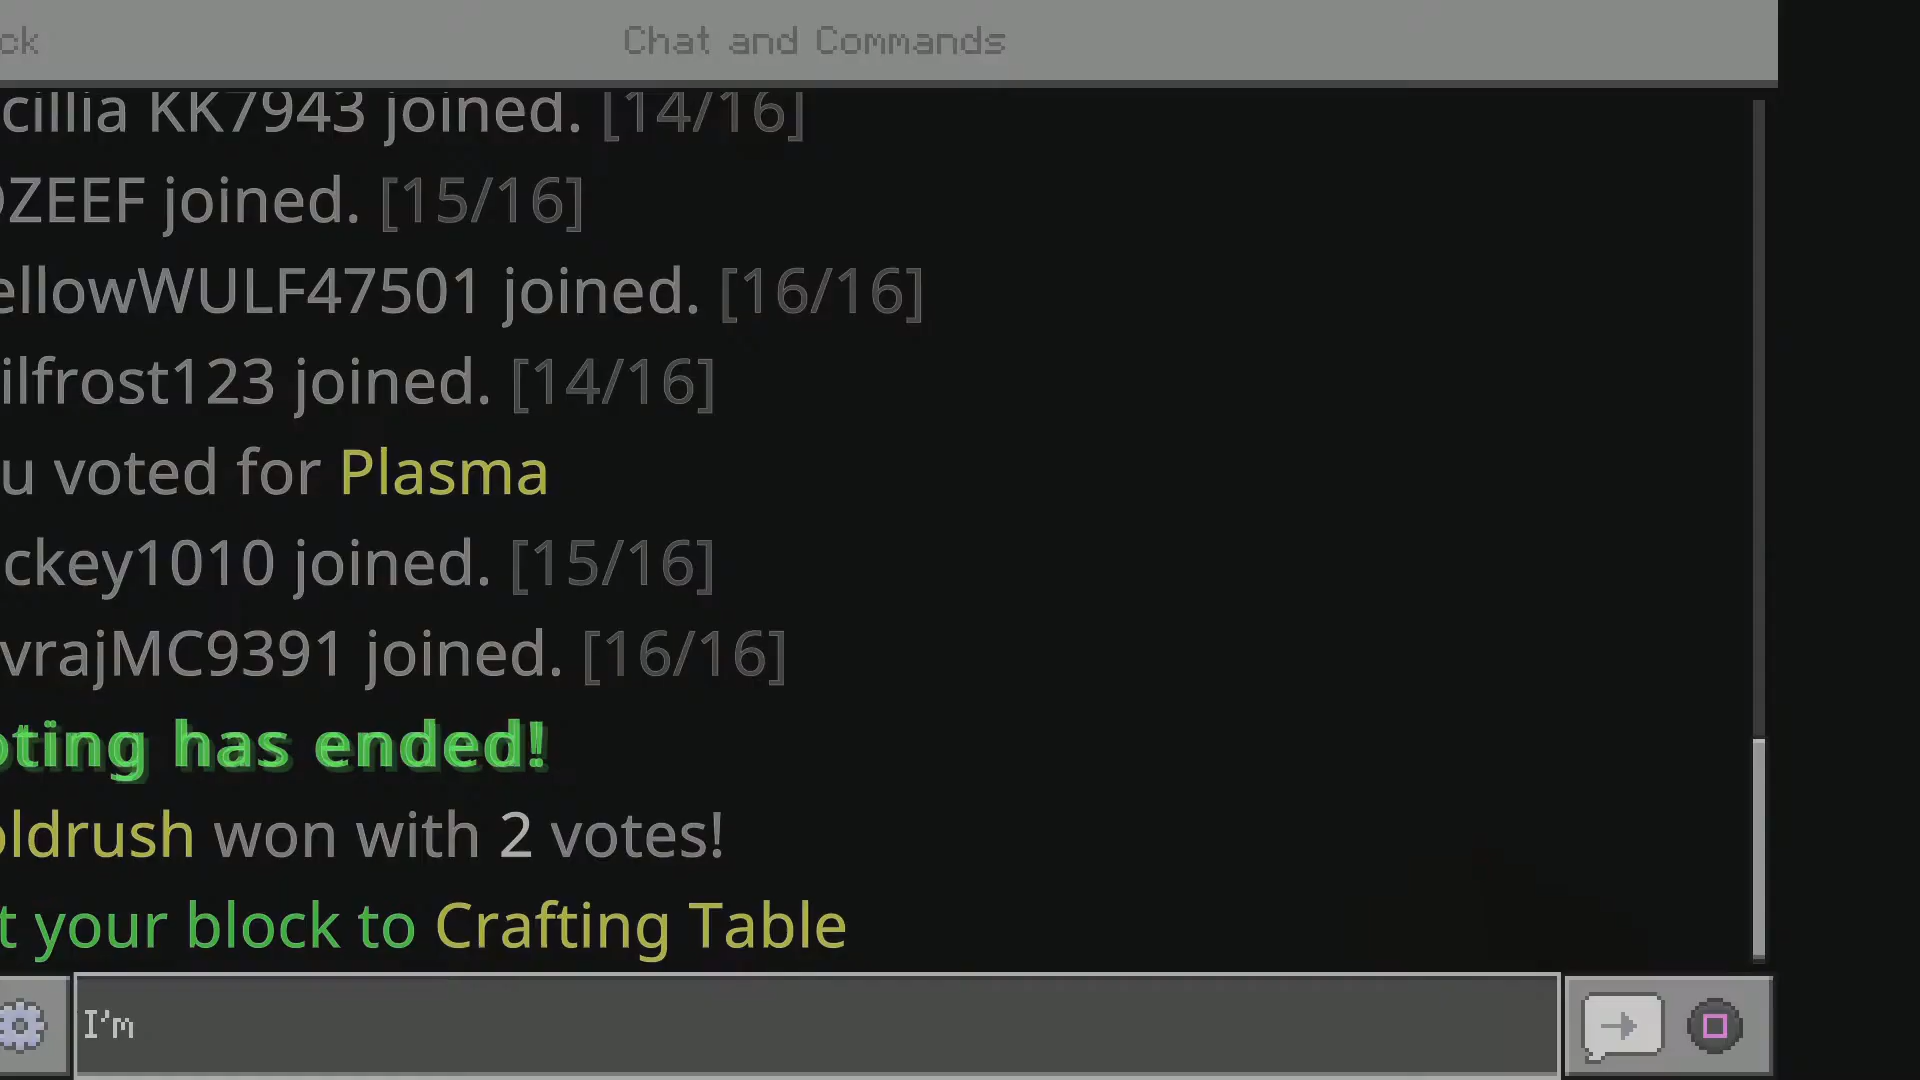 ck
Chat and Commands
cillia KK7943 joined. [14/16]
ZEEF joined. [15/16]
ellowWULF47501 joined. [16/16]
ilfrost123 joined. [14/16]
u voted for Plasma
ckey1010 joined. [15/16]
vrajMC9391 joined. [16/16]
oting has ended!
oldrush won with 2 votes!
t your block to Crafting Table
I'm